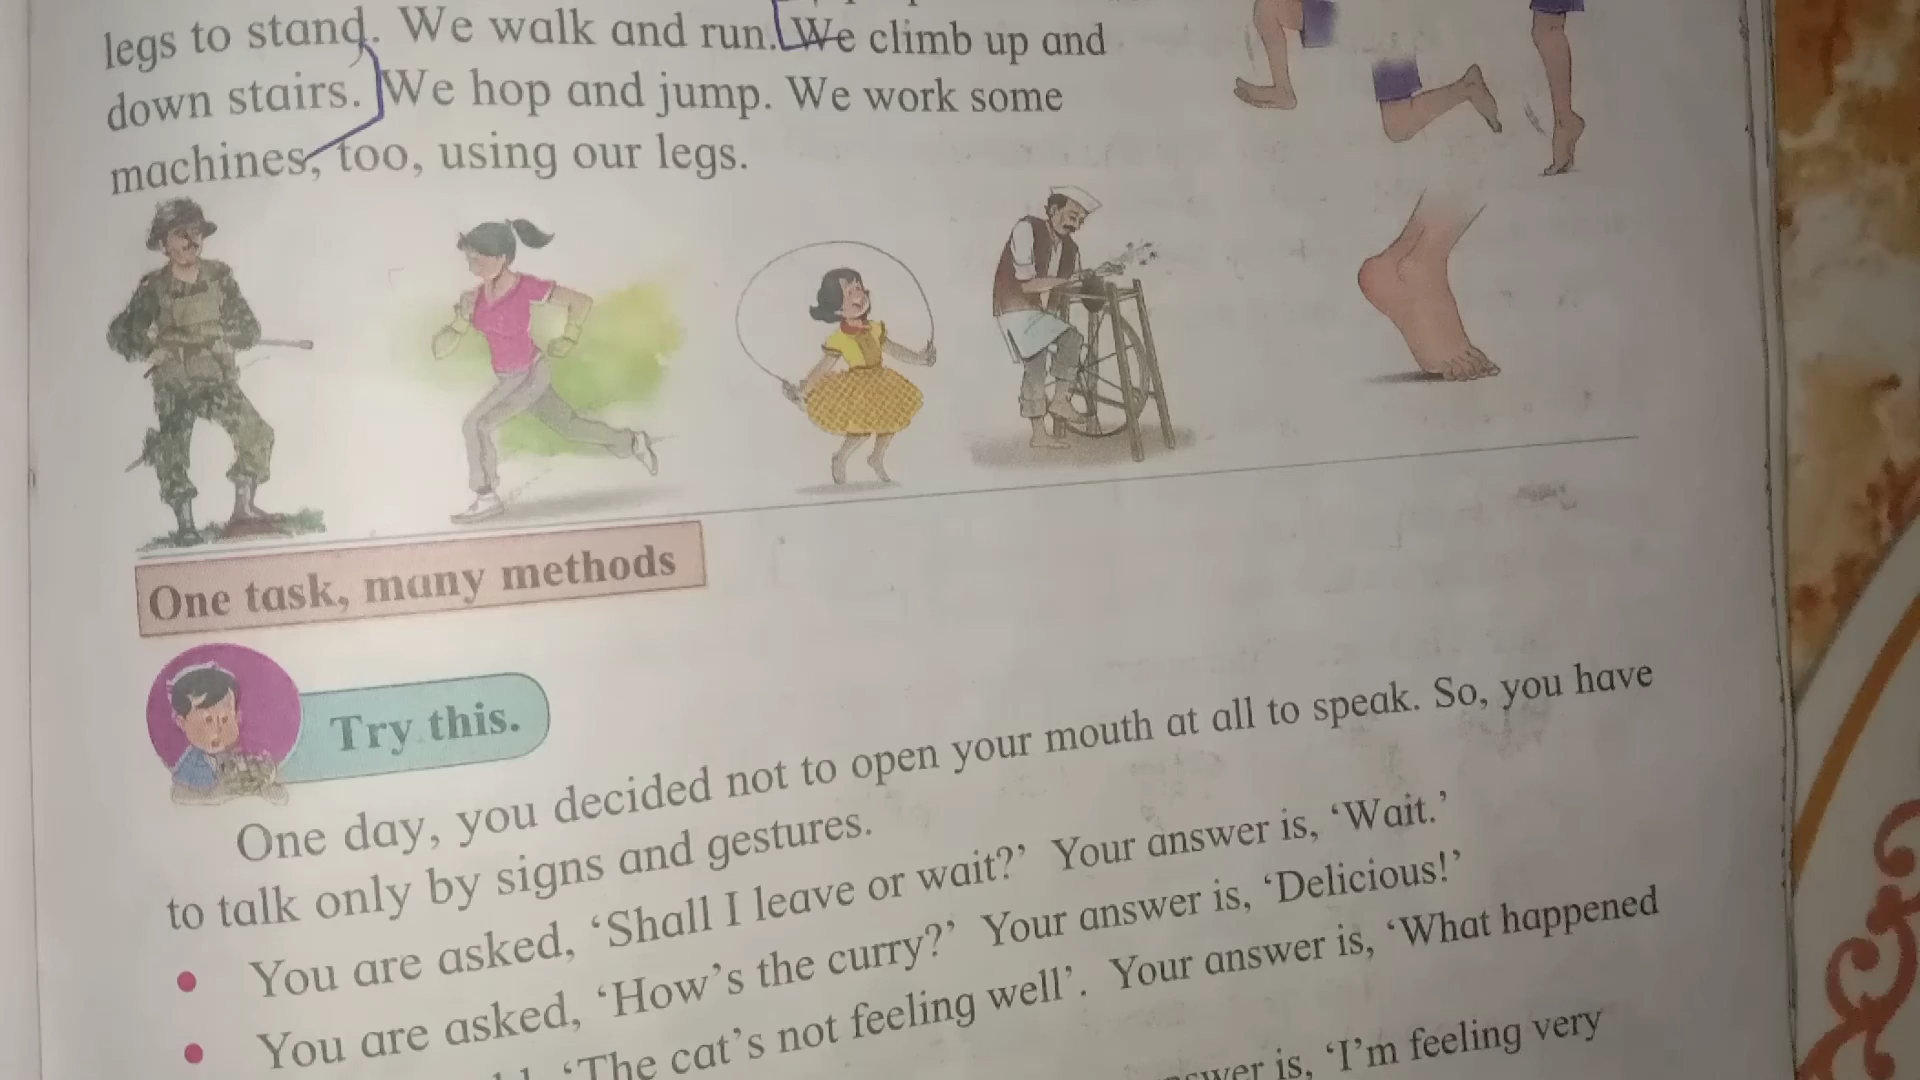 legs to stand. We walk and run. We climb up and
down stairs. We hop and jump. We work some
machines, too, using our legs.
One task, many methods
Try this.
One day, you decided not to open your mouth at all to speak. So, you have
to talk only by signs and gestures.
• You are asked, ‘Shall I leave or wait?’ Your answer is, ‘Wait.’
• You are asked, ‘How’s the curry?’ Your answer is, ‘Delicious!’
‘The cat’s not feeling well’. Your answer is, ‘What happened
is, ‘I’m feeling very